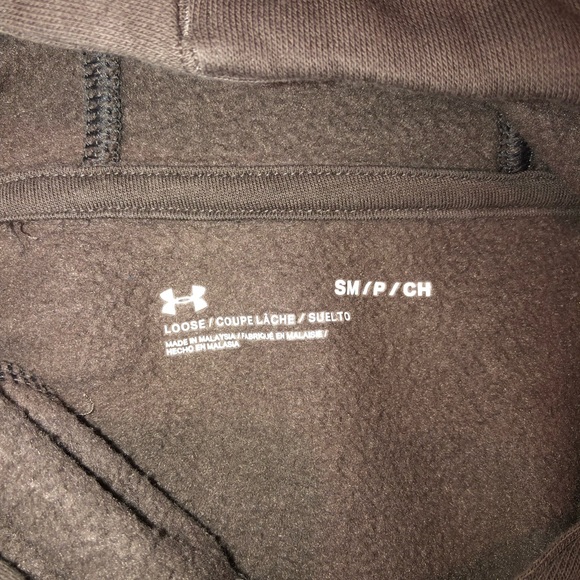 SM/P/CH
LOOSE/COUPE LÂCHE/SUELTO
MADE IN MALAYSIA/FABRIQUÉ EN MALAISIE/
HECHO EN MALASIA